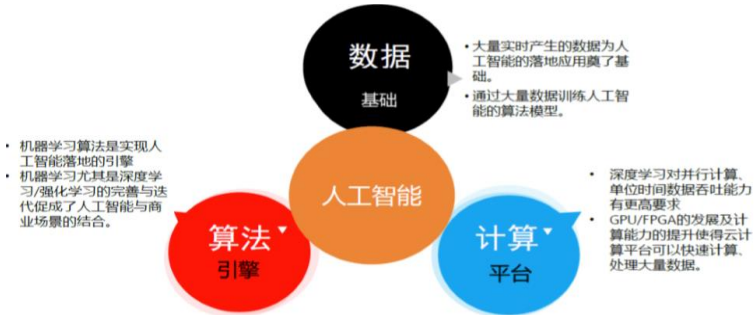 数据
基础
• 大量实时产生的数据为人
工智能的落地应用奠了基
础。
• 通过大量数据训练人工智
能的算法模型。
人工智能
• 机器学习算法是实现人
工智能落地的引擎
• 机器学习尤其是深度学
习/强化学习的完善与迭
代促成了人工智能与商
业场景的结合。
算法
引擎
计算
平台
• 深度学习对并行计算、
单位时间数据吞吐能力
有更高要求
• GPU/FPGA的发展及计
算能力的提升使得云计
算平台可以快速计算、
处理大量数据。